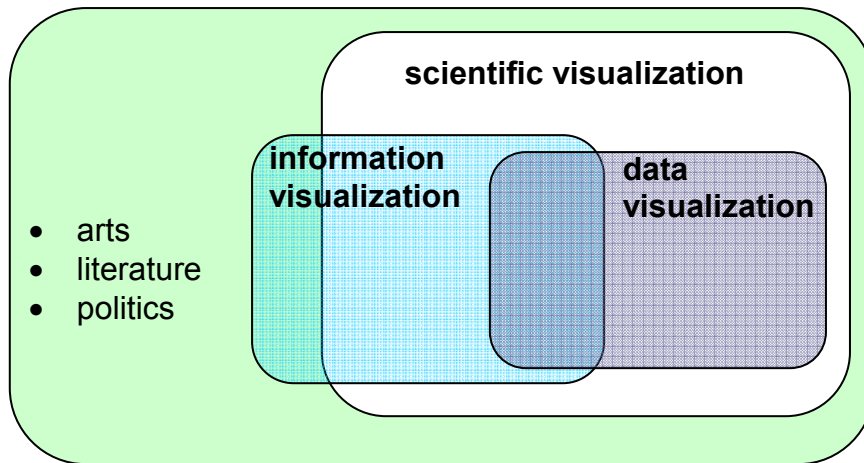 scientific visualization
information
visualization
data
visualization
• arts
• literature
• politics